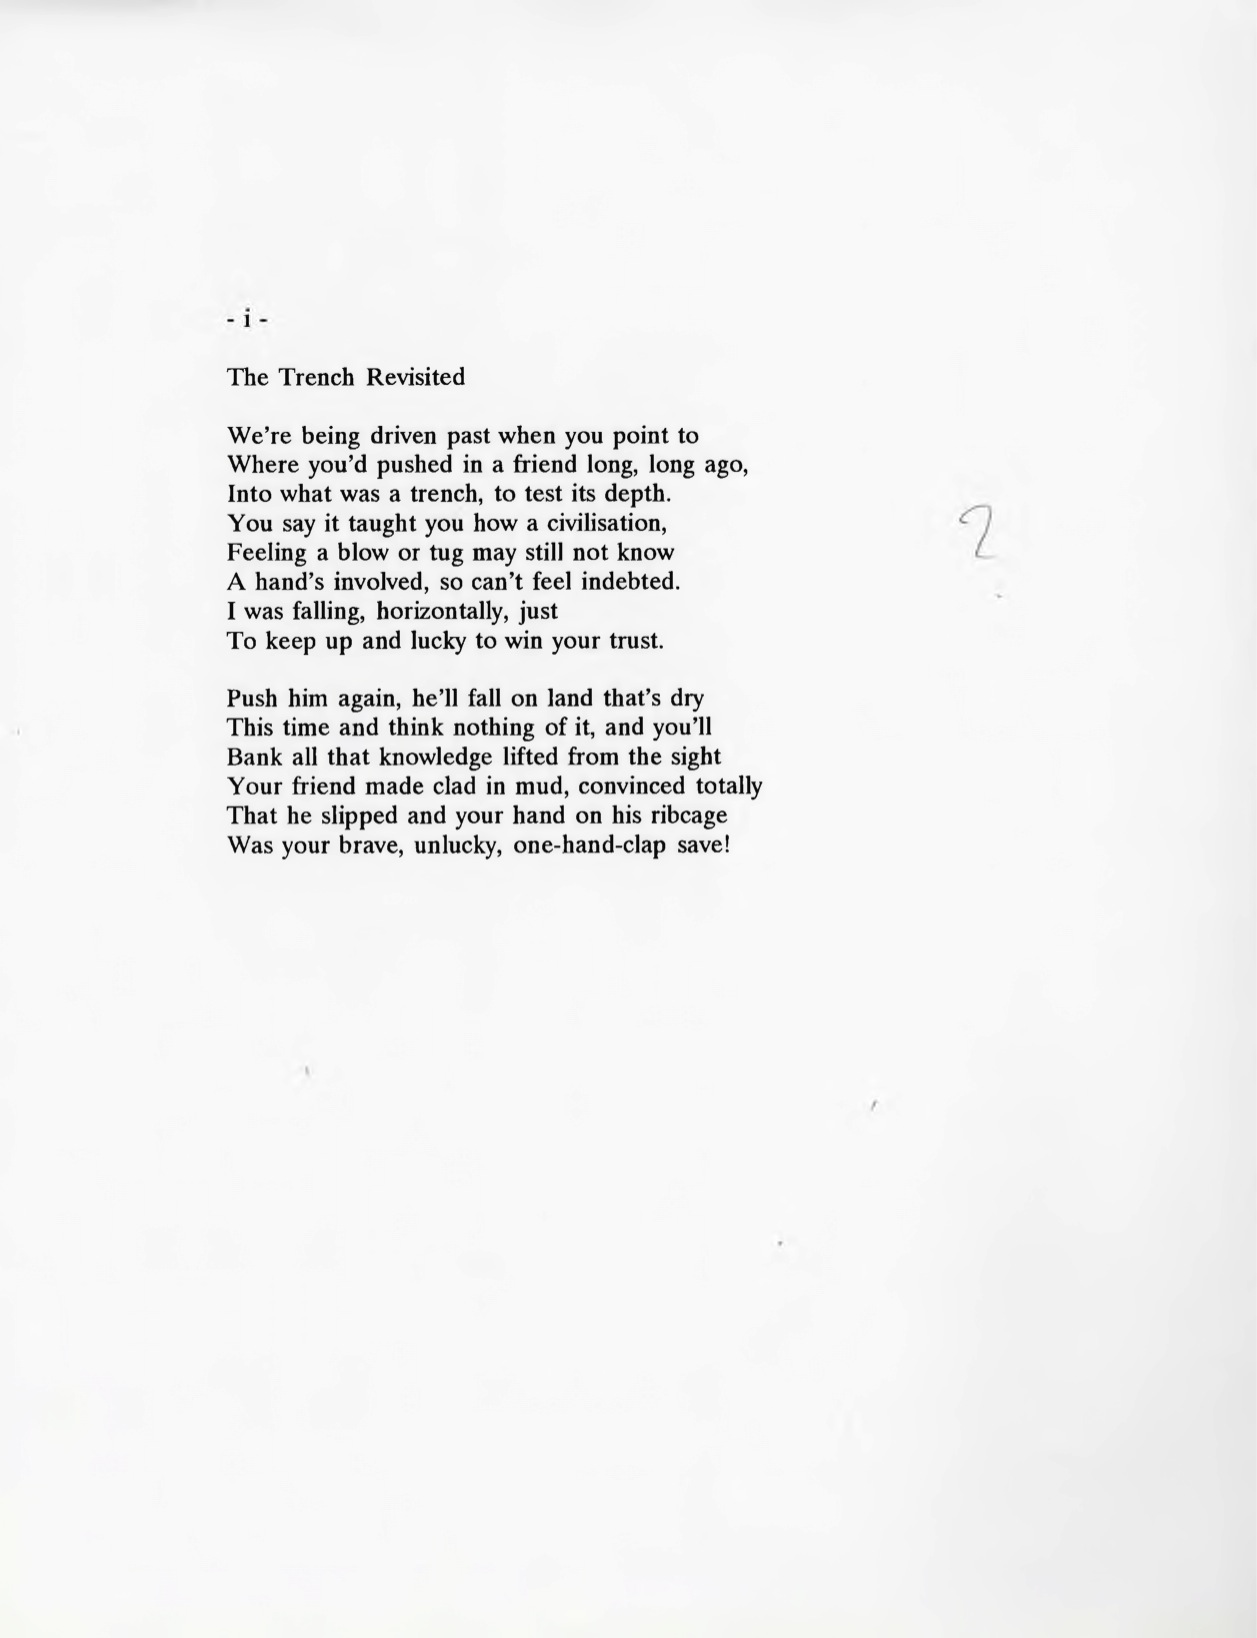 - i -
The Trench Revisited
We're being driven past when you point to
Where you'd pushed in a friend long, long ago,
Into what was a trench, to test its depth.
You say it taught you how a civilisation,
Feeling a blow or tug may still not know
A hand's involved, so can't feel indebted.
I was falling, horizontally, just
To keep up and lucky to win your trust.
Push him again, he'll fall on land that's dry
This time and think nothing of it, and you'll
Bank all that knowledge lifted from the sight
Your friend made clad in mud, convinced totally
That he slipped and your hand on his ribcage
Was your brave, unlucky, one-hand-clap save!
2